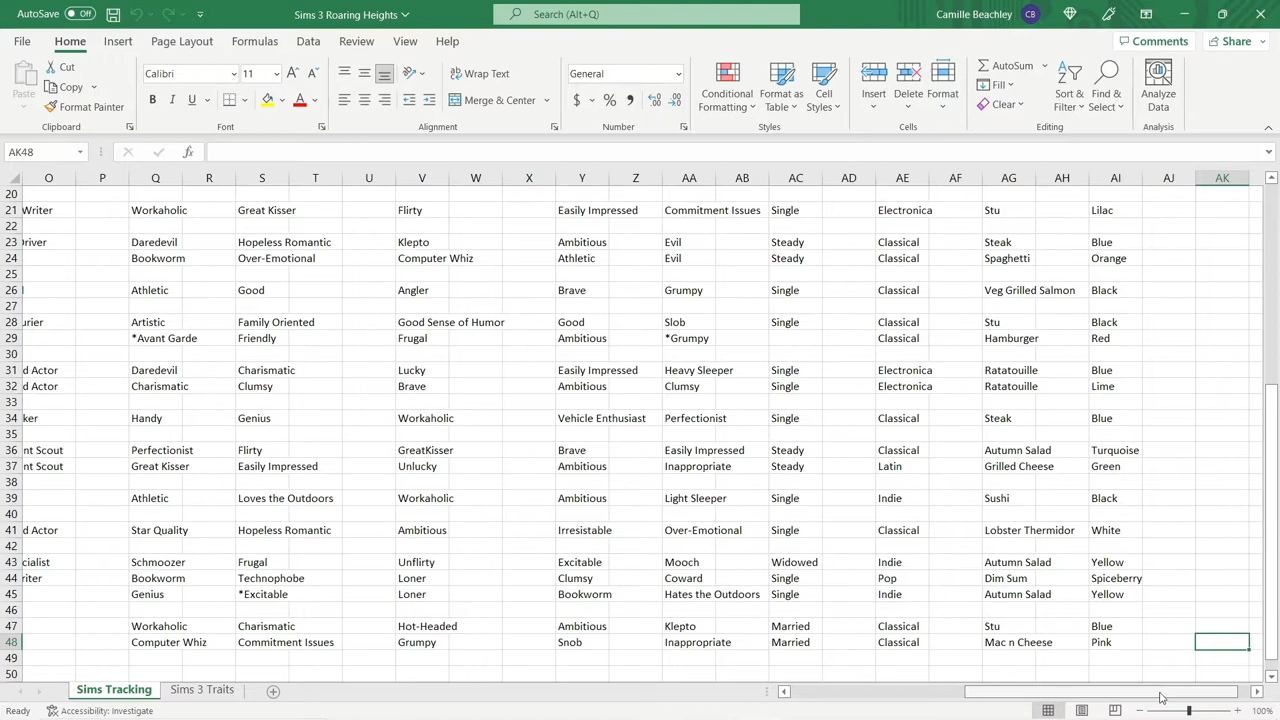 AutoSave Off Sims 3 Roaring Heights Search (Alt+Q) Camille Beachley CB
File Home Insert Page Layout Formulas Data Review View Help Comments Share
Paste Cut Copy Format Painter
Calibri 11 B I U A
Wrap Text Merge & Center
General $ % 9
Conditional Formatting Format as Table Cell Styles
Insert Delete Format
AutoSum Fill Clear Sort & Filter Find & Select
Analyze Data
Clipboard Font Alignment Number Styles Cells Editing Analysis
AK48 fx
O P Q R S T U V W X Y Z AA AB AC AD AE AF AG AH AI AJ AK
20
21 Writer Workaholic Great Kisser Flirty Easily Impressed Commitment Issues Single Electronica Stu Lilac
22
23 Driver Daredevil Hopeless Romantic Klepto Ambitious Evil Steady Classical Steak Blue
24 Bookworm Over-Emotional Computer Whiz Athletic Evil Steady Classical Spaghetti Orange
25
26 Athletic Good Angler Brave Grumpy Single Classical Veg Grilled Salmon Black
27
28 urier Artistic Family Oriented Good Sense of Humor Good Slob Single Classical Stu Black
29 *Avant Garde Friendly Frugal Ambitious *Grumpy Classical Hamburger Red
30
31 d Actor Daredevil Charismatic Lucky Easily Impressed Heavy Sleeper Single Electronica Ratatouille Blue
32 d Actor Charismatic Clumsy Brave Ambitious Clumsy Single Electronica Ratatouille Lime
33
34 ker Handy Genius Workaholic Vehicle Enthusiast Perfectionist Single Classical Steak Blue
35
36 nt Scout Perfectionist Flirty GreatKisser Brave Easily Impressed Steady Classical Autumn Salad Turquoise
37 nt Scout Great Kisser Easily Impressed Unlucky Ambitious Inappropriate Steady Latin Grilled Cheese Green
38
39 Athletic Loves the Outdoors Workaholic Ambitious Light Sleeper Single Indie Sushi Black
40
41 d Actor Star Quality Hopeless Romantic Ambitious Irresistable Over-Emotional Single Classical Lobster Thermidor White
42
43 cialist Schmoozer Frugal Unflirty Excitable Mooch Widowed Indie Autumn Salad Yellow
44 riter Bookworm Technophobe Loner Clumsy Coward Single Pop Dim Sum Spiceberry
45 Genius *Excitable Loner Bookworm Hates the Outdoors Single Indie Autumn Salad Yellow
46
47 Workaholic Charismatic Hot-Headed Ambitious Klepto Married Classical Stu Blue
48 Computer Whiz Commitment Issues Grumpy Snob Inappropriate Married Classical Mac n Cheese Pink
49
50
Sims Tracking Sims 3 Traits
Ready Accessibility: Investigate 100%